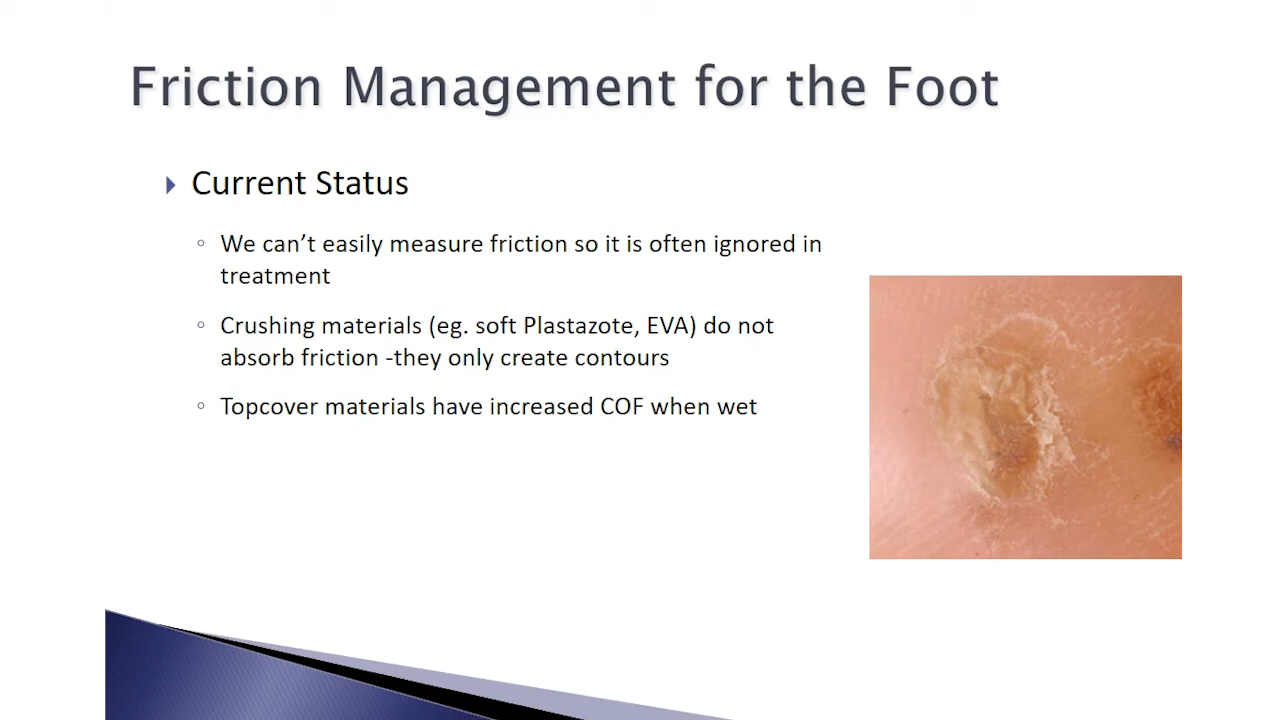 Friction Management for the Foot
Current Status
We can’t easily measure friction so it is often ignored in
treatment
Crushing materials (eg. soft Plastazote, EVA) do not
absorb friction -they only create contours
Topcover materials have increased COF when wet